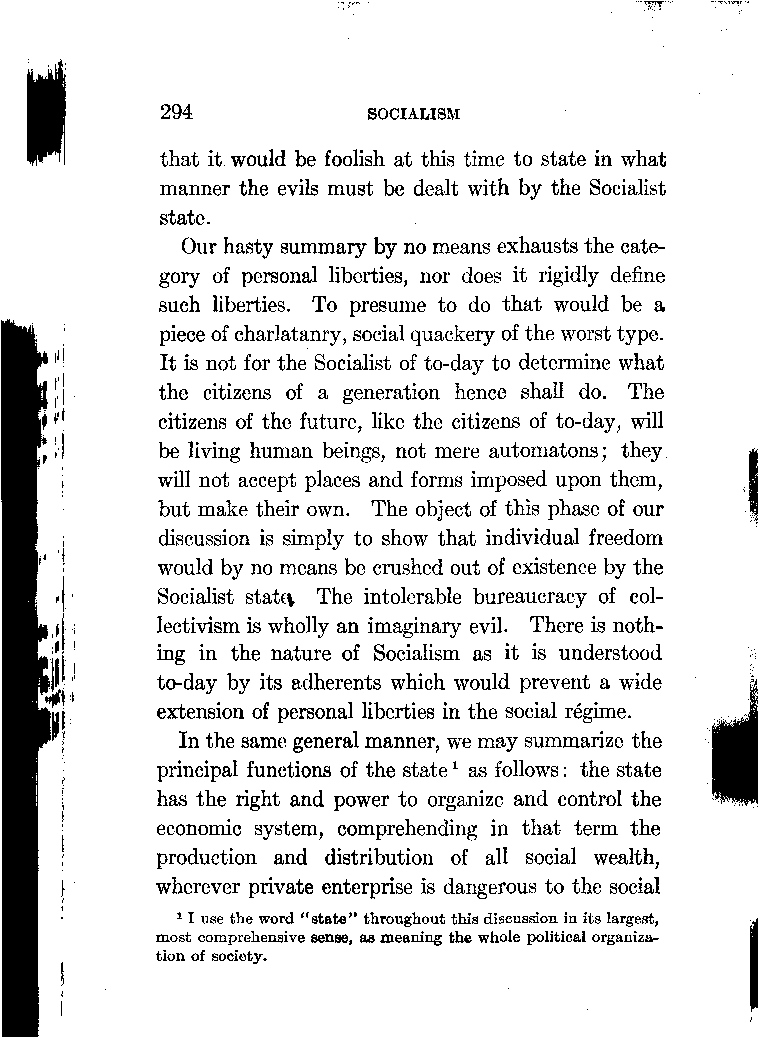 294 SOCIALISM
that it would be foolish at this time to state in what
manner the evils must be dealt with by the Socialist
state.
Our hasty summary by no means exhausts the cate-
gory of personal liberties, nor does it rigidly define
such liberties. To presume to do that would be a
piece of charlatanry, social quackery of the worst type.
It is not for the Socialist of to-day to determine what
the citizens of a generation hence shall do. The
citizens of the future, like the citizens of to-day, will
be living human beings, not mere automatons; they
will not accept places and forms imposed upon them,
but make their own. The object of this phase of our
discussion is simply to show that individual freedom
would by no means be crushed out of existence by the
Socialist state. The intolerable bureaucracy of col-
lectivism is wholly an imaginary evil. There is noth-
ing in the nature of Socialism as it is understood
to-day by its adherents which would prevent a wide
extension of personal liberties in the social régime.
In the same general manner, we may summarize the
principal functions of the state¹ as follows: the state
has the right and power to organize and control the
economic system, comprehending in that term the
production and distribution of all social wealth,
wherever private enterprise is dangerous to the social
¹ I use the word "state" throughout this discussion in its largest,
most comprehensive sense, as meaning the whole political organiza-
tion of society.